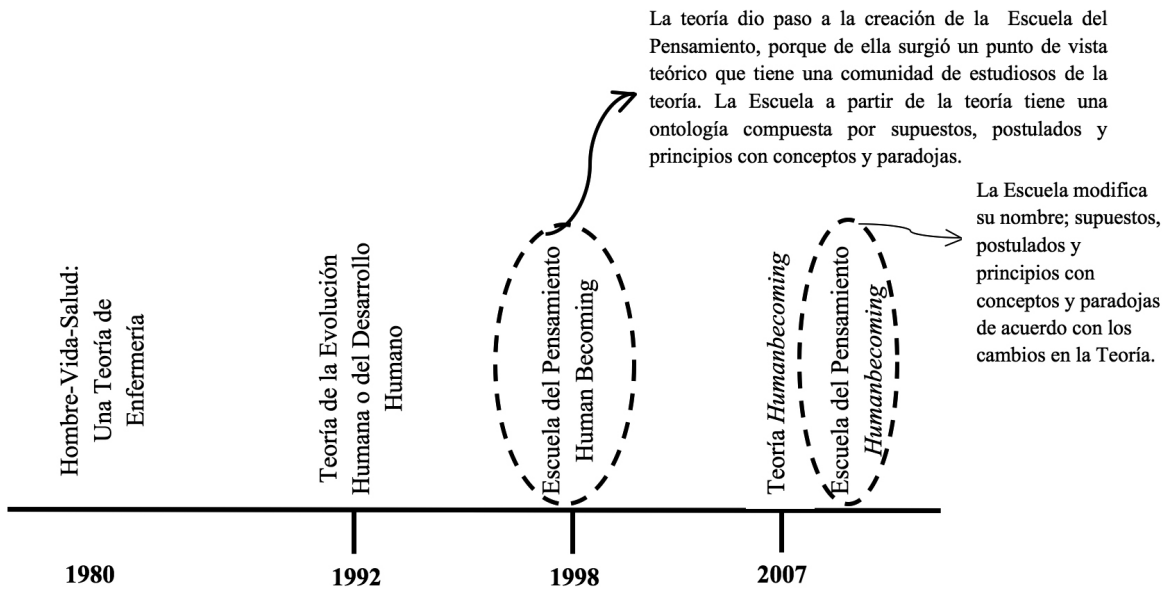 La teoría dio paso a la creación de la Escuela del
Pensamiento, porque de ella surgió un punto de vista
teórico que tiene una comunidad de estudiosos de la
teoría. La Escuela a partir de la teoría tiene una
ontología compuesta por supuestos, postulados y
principios con conceptos y paradojas.
La Escuela modifica
su nombre; supuestos,
postulados y
principios con
conceptos y paradojas
de acuerdo con los
cambios en la Teoría.
Hombre-Vida-Salud:
Una Teoría de
Enfermería
Teoría de la Evolución
Humana o del Desarrollo
Humano
Escuela del Pensamiento
Human Becoming
Teoría Humanbecoming
Escuela del Pensamiento
Humanbecoming
1980
1992
1998
2007